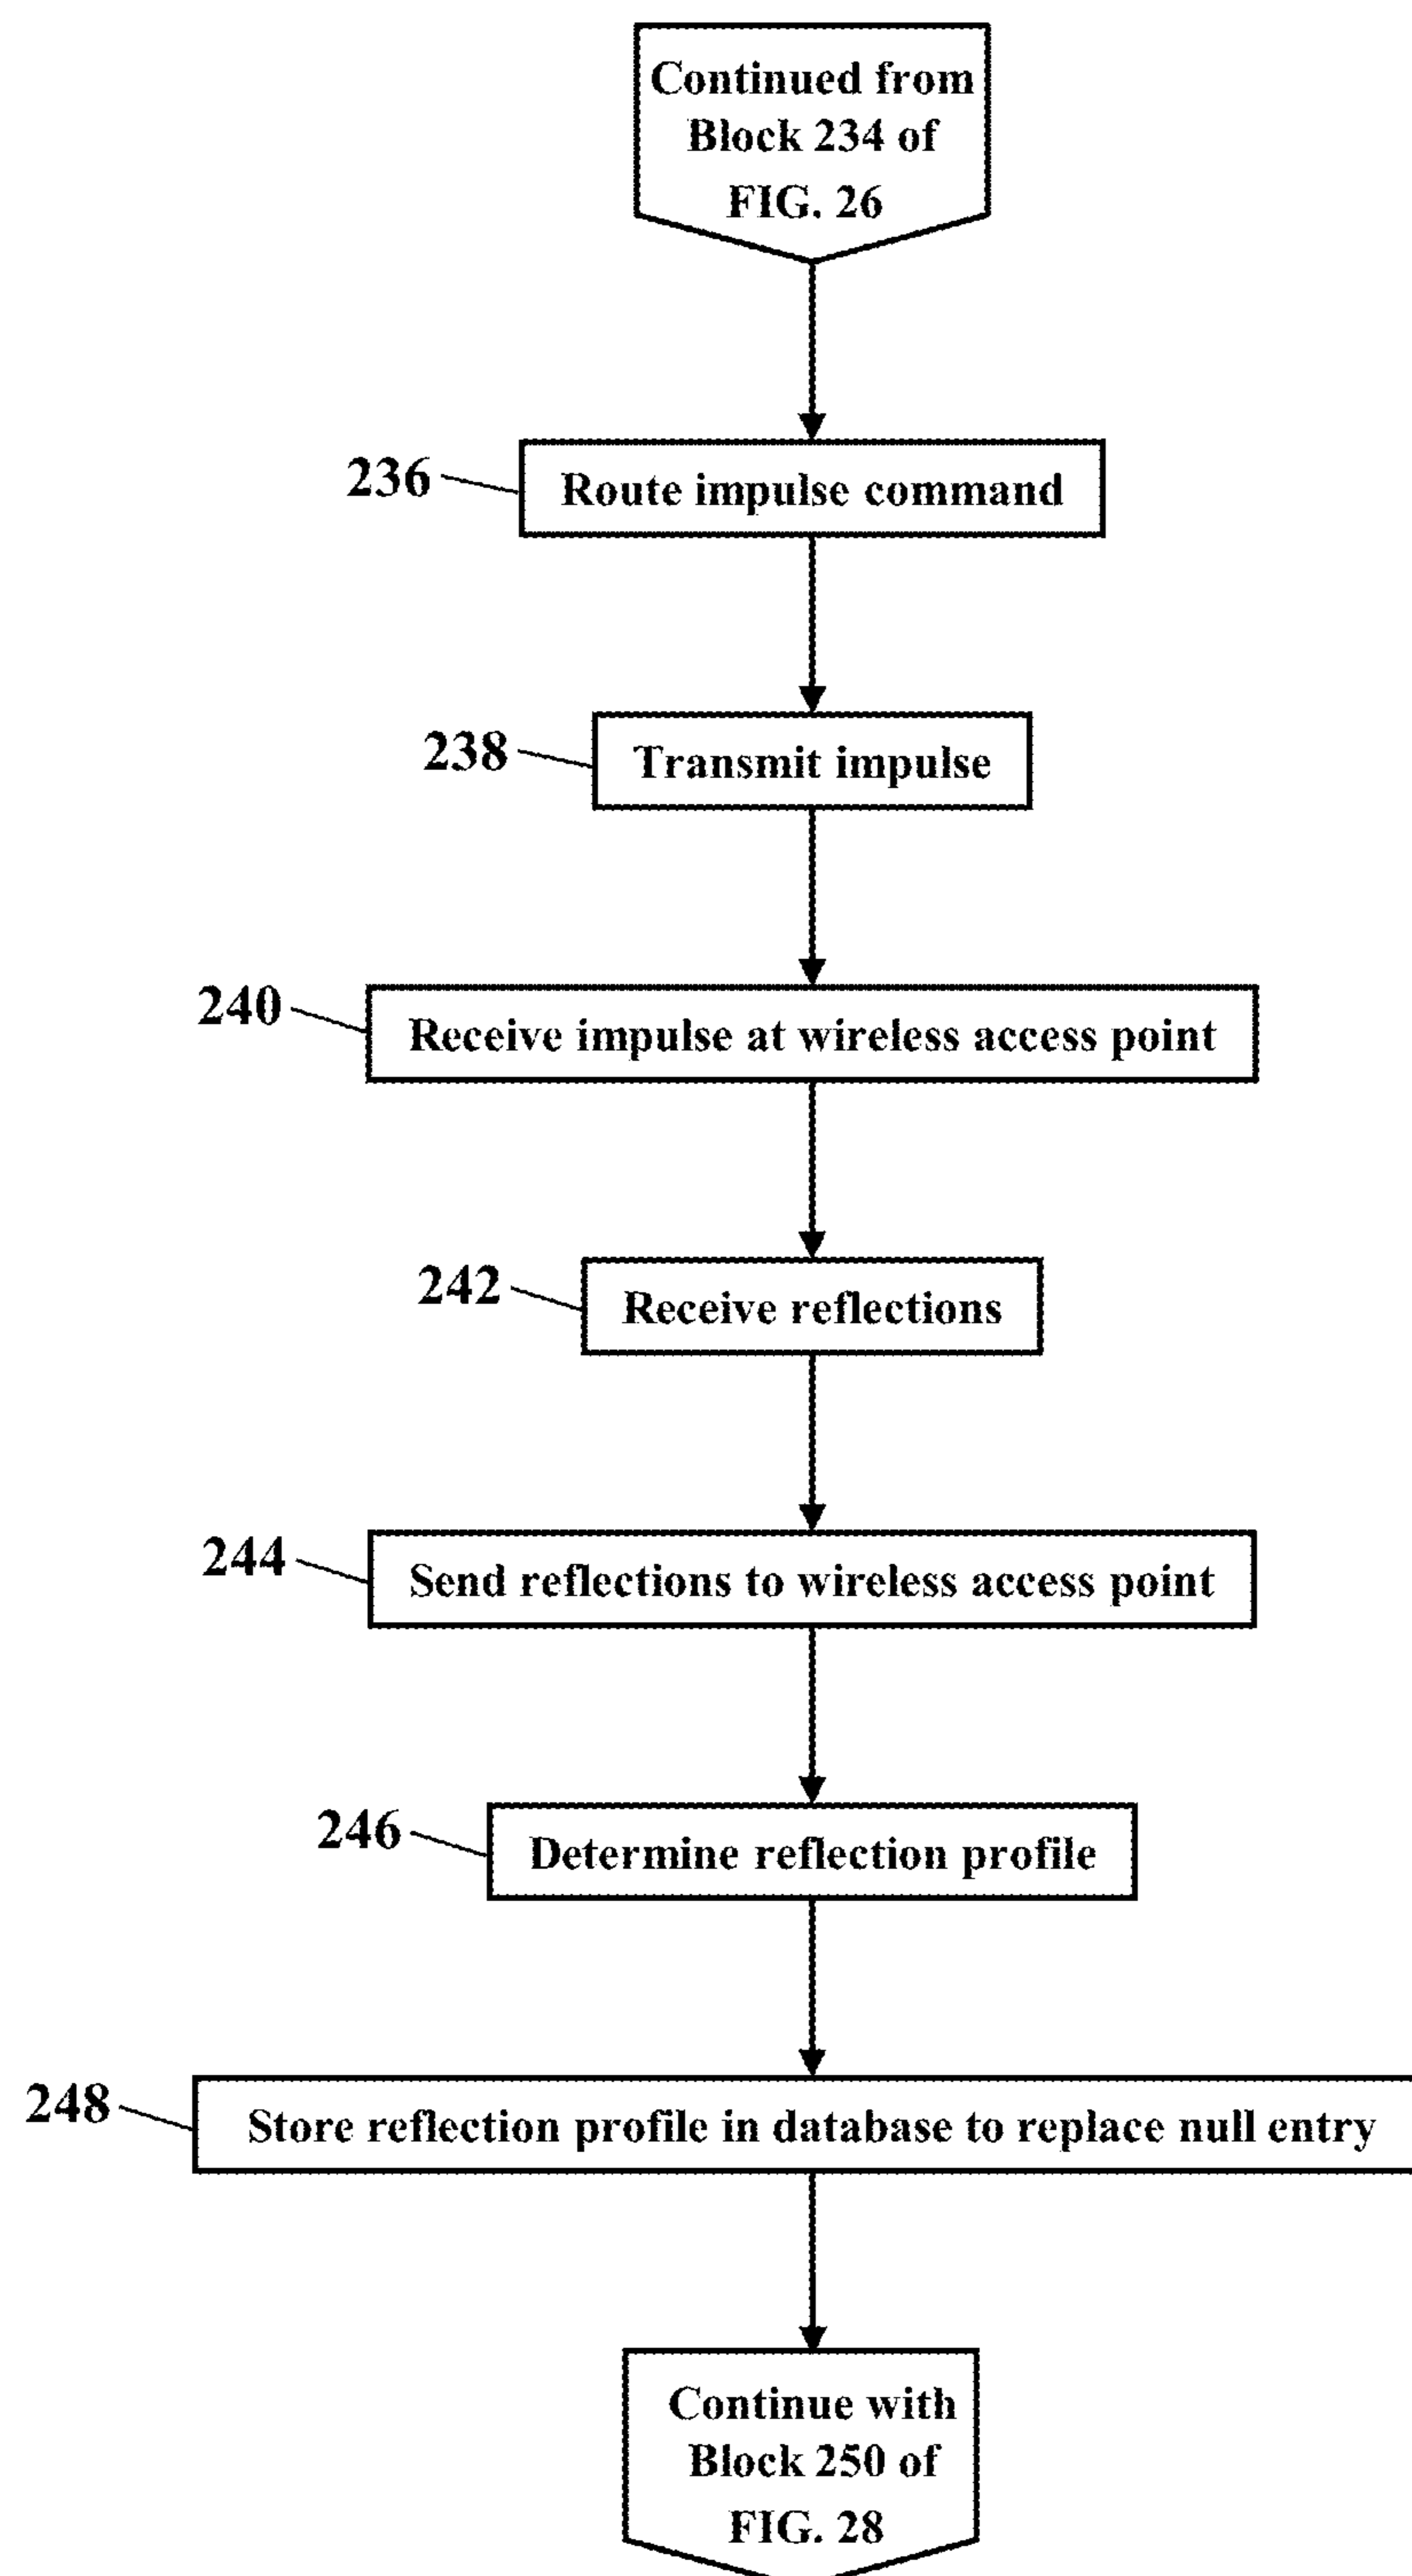 Continued from
Block 234 of
FIG. 26
236
Route impulse command
238
Transmit impulse
240
Receive impulse at wireless access point
242
Receive reflections
244
Send reflections to wireless access point
246
Determine reflection profile
248
Store reflection profile in database to replace null entry
Continue with
Block 250 of
FIG. 28